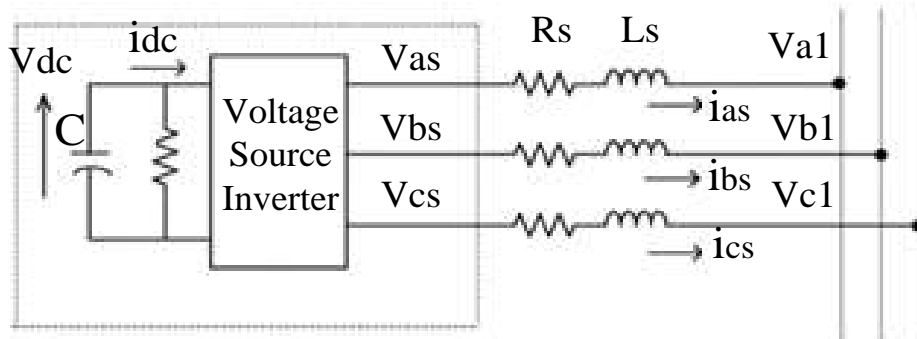 Vdc
idc
C
Voltage
Source
Inverter
Vas
Vbs
Vcs
Rs
Ls
ias
ibs
ics
Va1
Vb1
Vc1